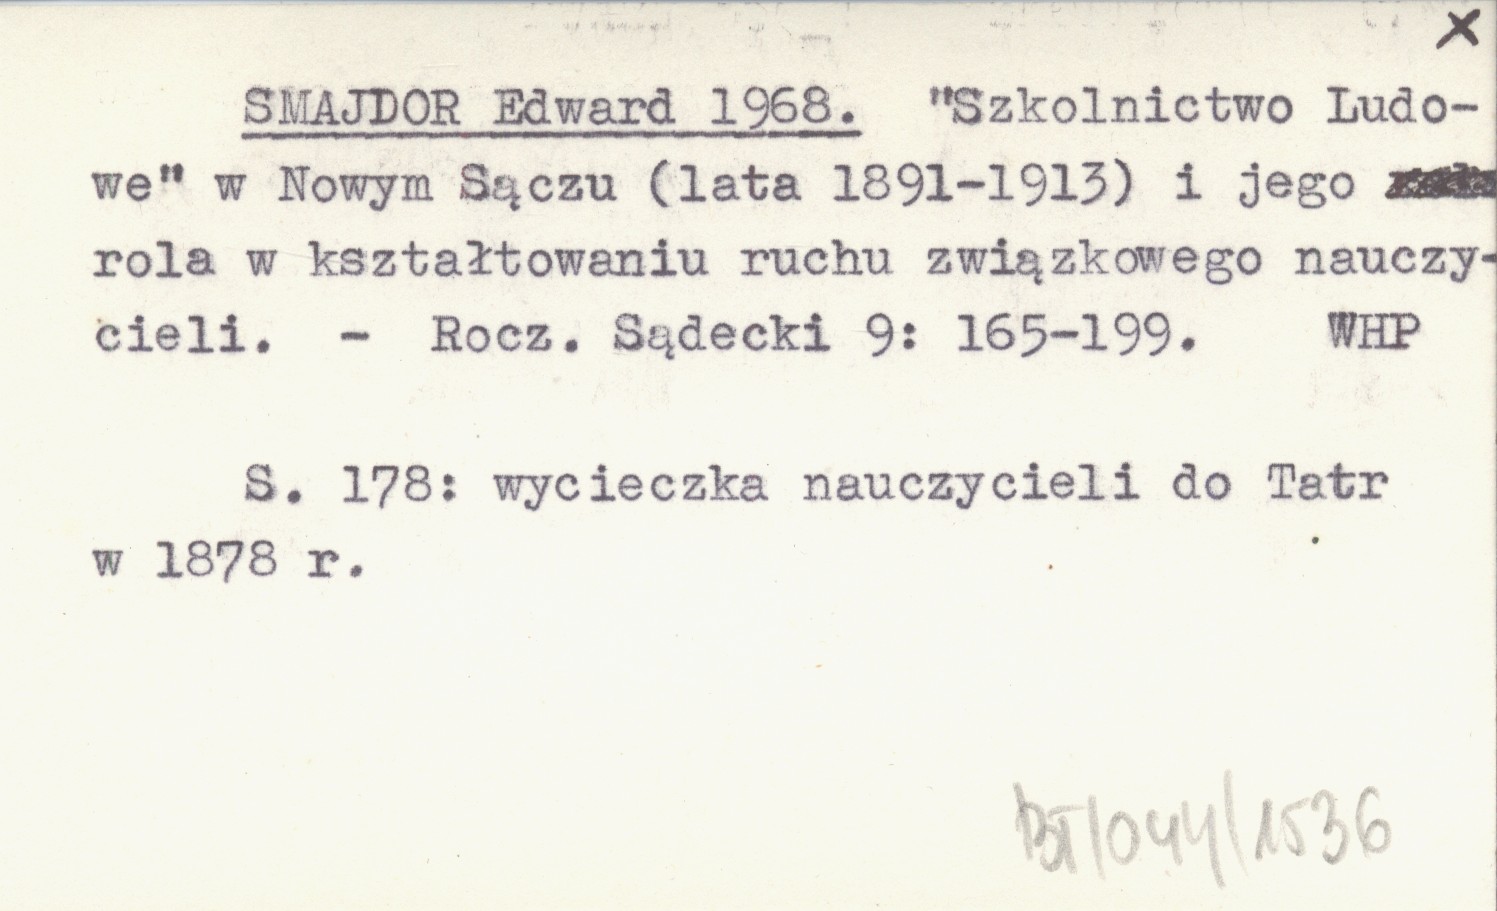 X
SMAJDOR Edward 1968. "Szkolnictwo Ludo-
we" w Nowym Sączu (lata 1891-1913) i jego
rola w kształtowaniu ruchu związkowego nauczy-
cieli. - Rocz. Sądecki 9: 165-199. WHP
S. 178: wycieczka nauczycieli do Tatr
w 1878 r.
BT/044/1536